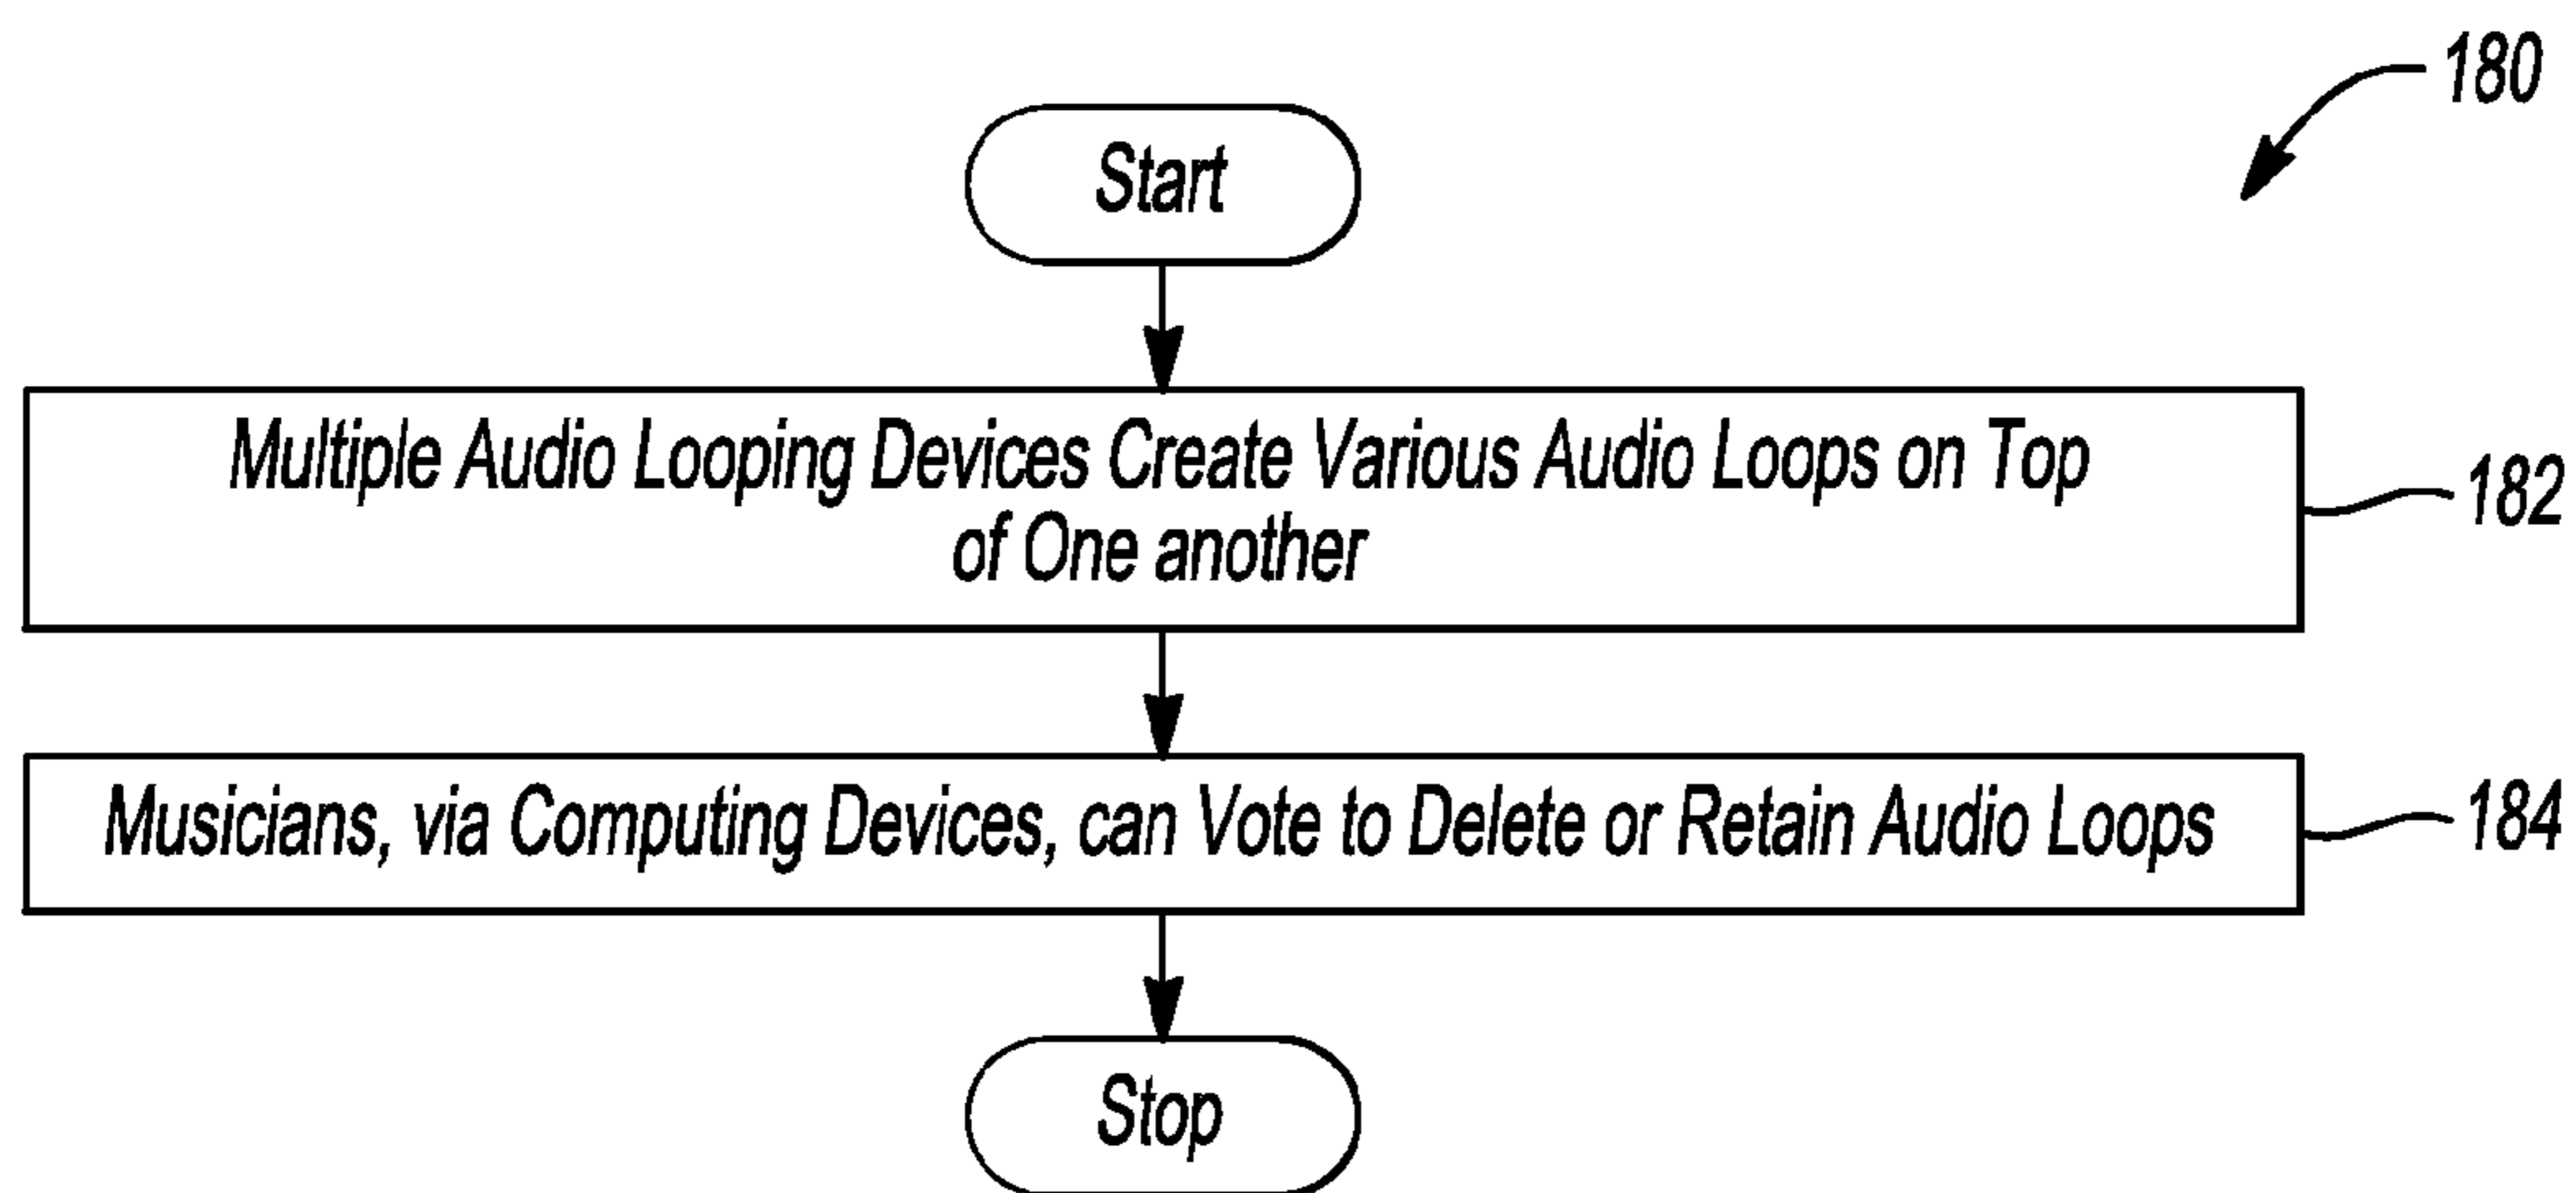 180
Start
Multiple Audio Looping Devices Create Various Audio Loops on Top
of One another
182
Musicians, via Computing Devices, can Vote to Delete or Retain Audio Loops
184
Stop